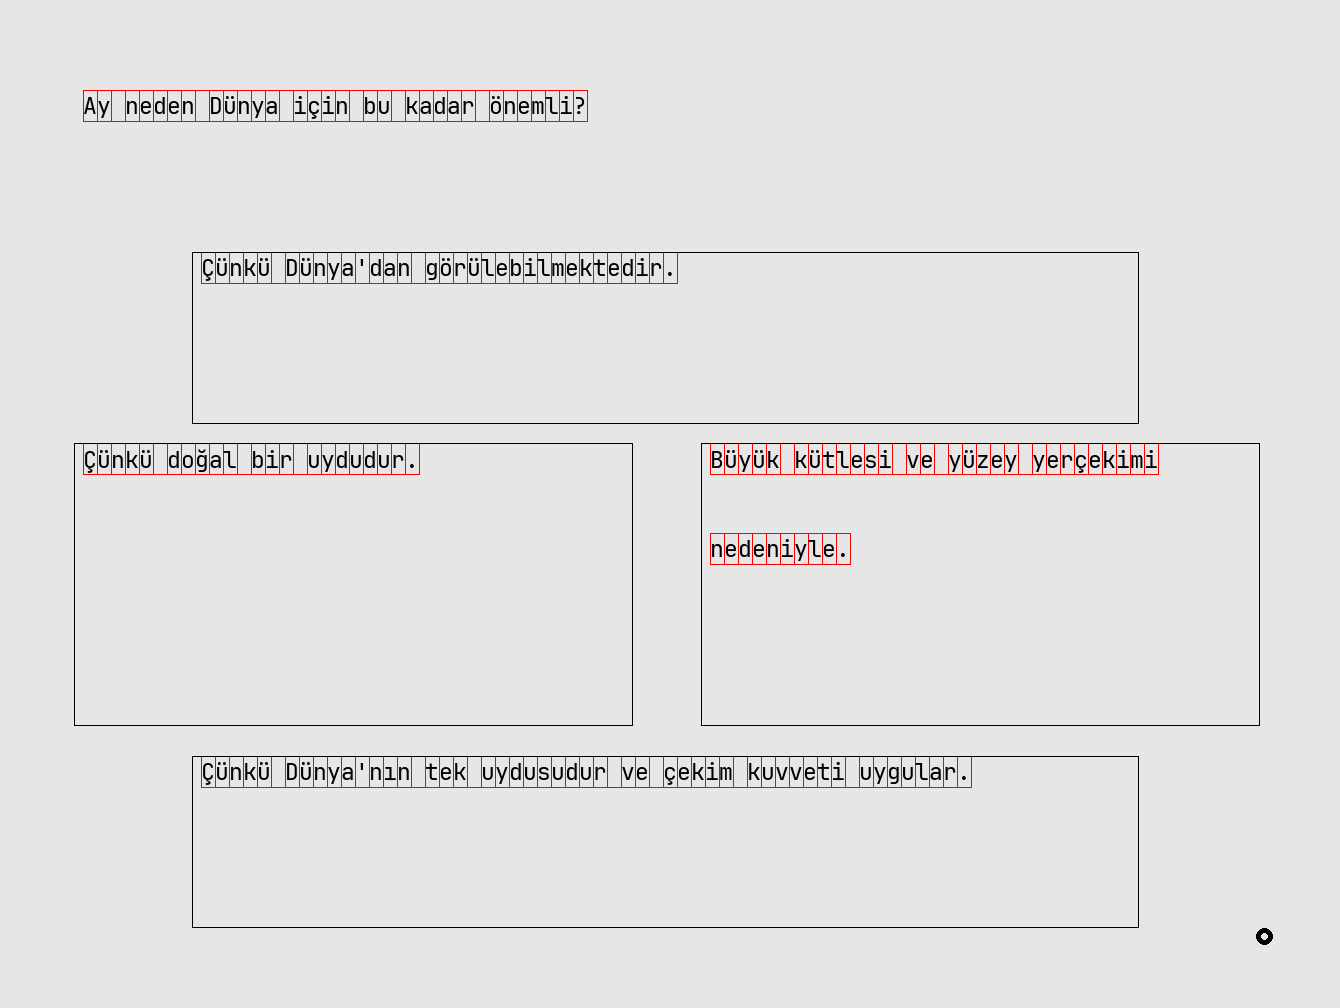 Ay neden Dünya için bu kadar önemli?
Çünkü Dünya'dan görülebilmektedir.
Çünkü doğal bir uydudur.
Büyük kütlesi ve yüzey yerçekimi
nedeniyle.
Çünkü Dünya'nın tek uydusudur ve çekim kuvveti uygular.